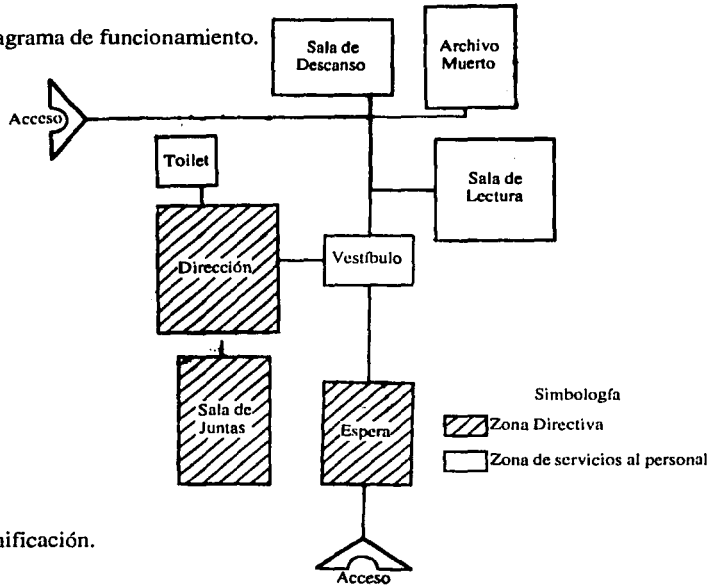 agrama de funcionamiento.
Sala de
Descanso
Archivo
Muerto
Acceso
Toilet
Sala de
Lectura
Dirección
Vestíbulo
Sala de
Juntas
Espera
Simbología
Zona Directiva
Zona de servicios al personal
nificación.
Acceso